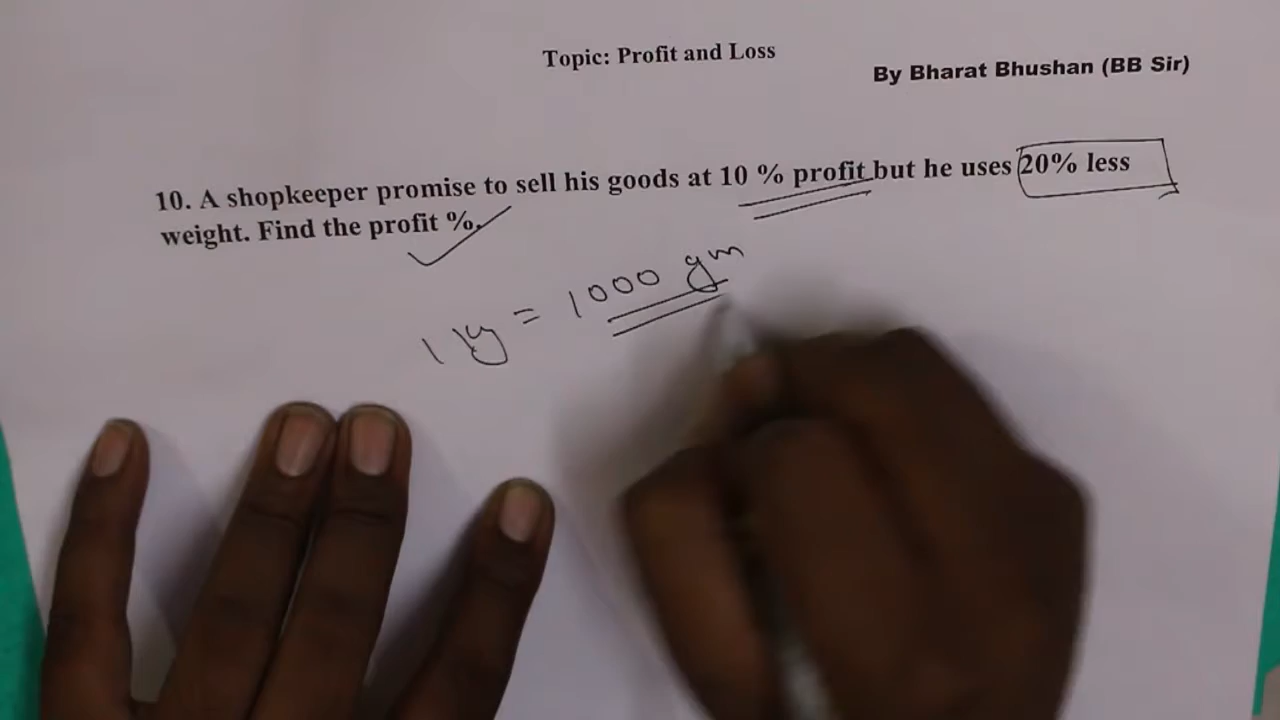 Topic: Profit and Loss
By Bharat Bhushan (BB Sir)
10. A shopkeeper promise to sell his goods at 10 % profit but he uses 20% less
weight. Find the profit %.
1 kg = 1000 gm